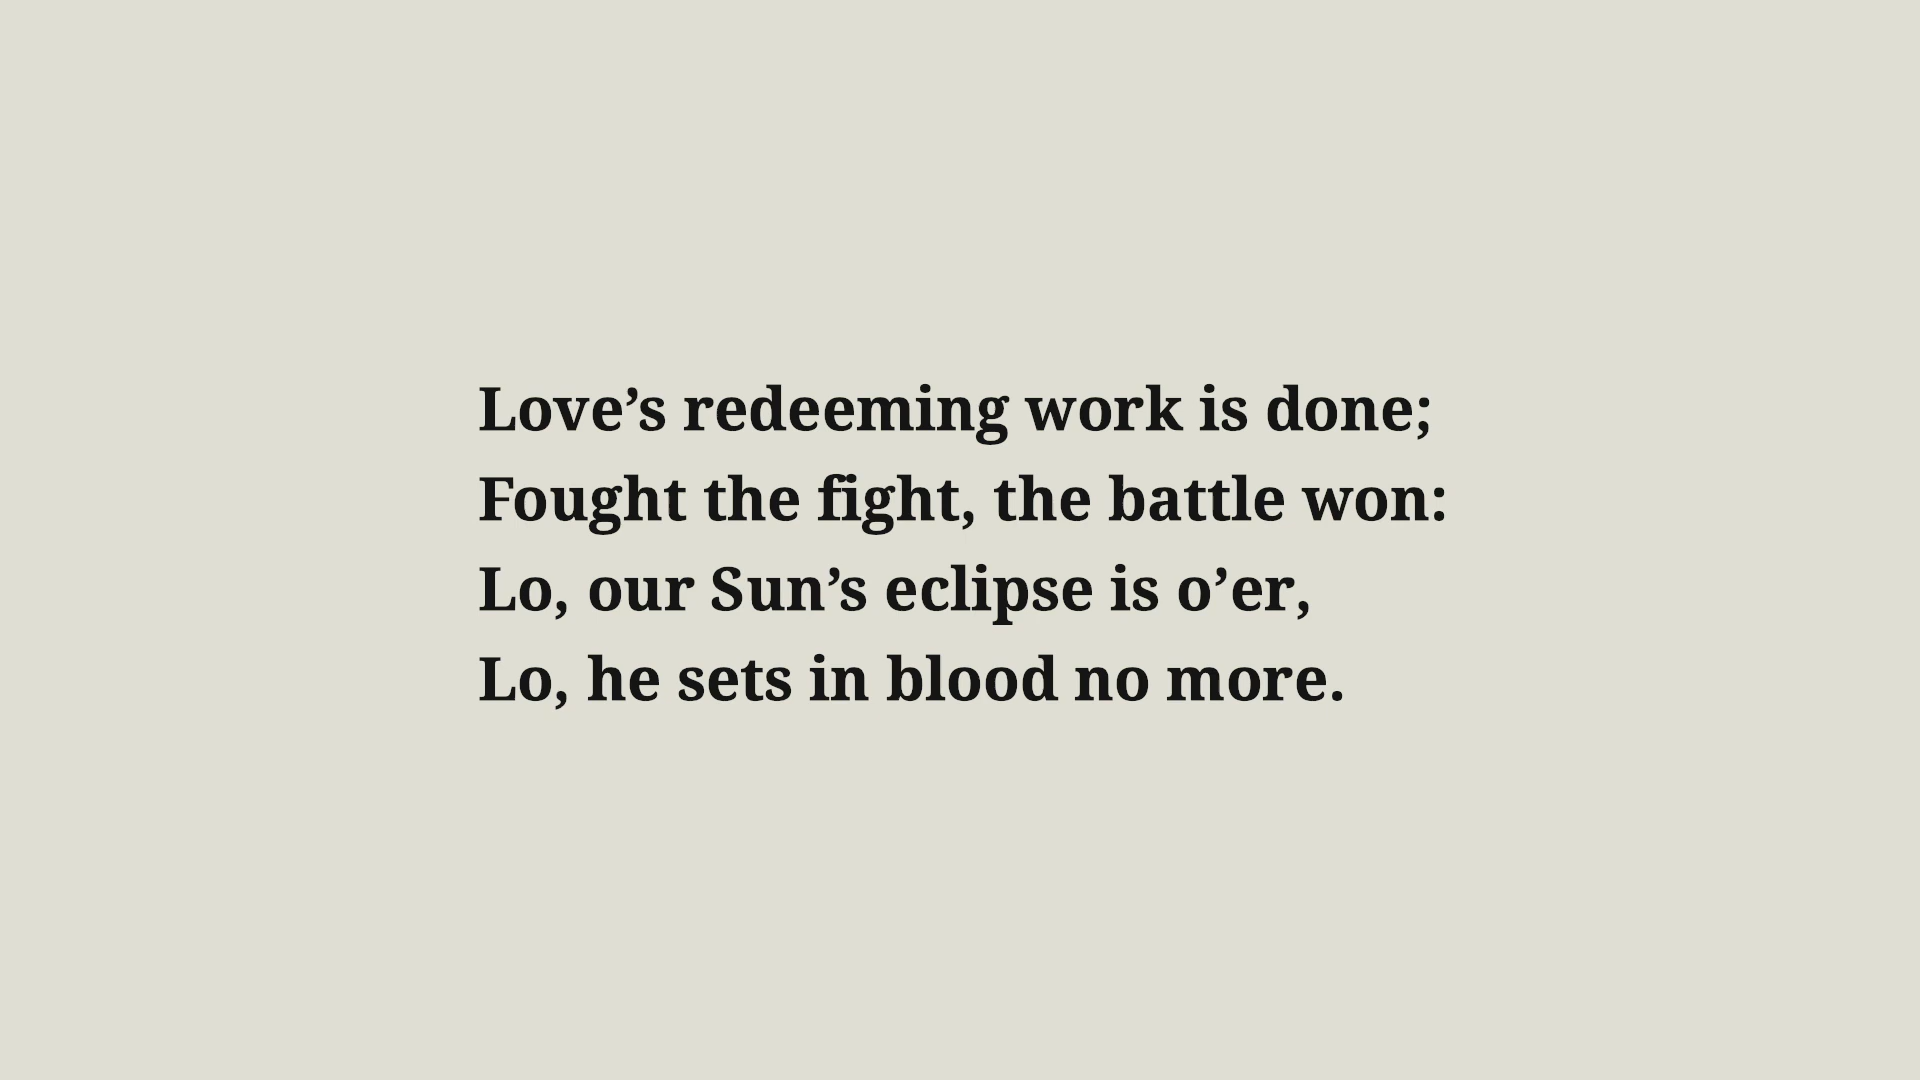 Love’s redeeming work is done;
Fought the fight, the battle won:
Lo, our Sun’s eclipse is o’er,
Lo, he sets in blood no more.